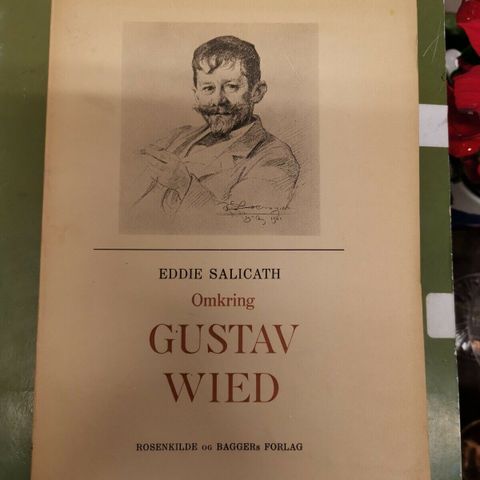 EDDIE SALICATH
Omkring
GUSTAV
WIED
ROSENKILDE OG BAGGERS FORLAG